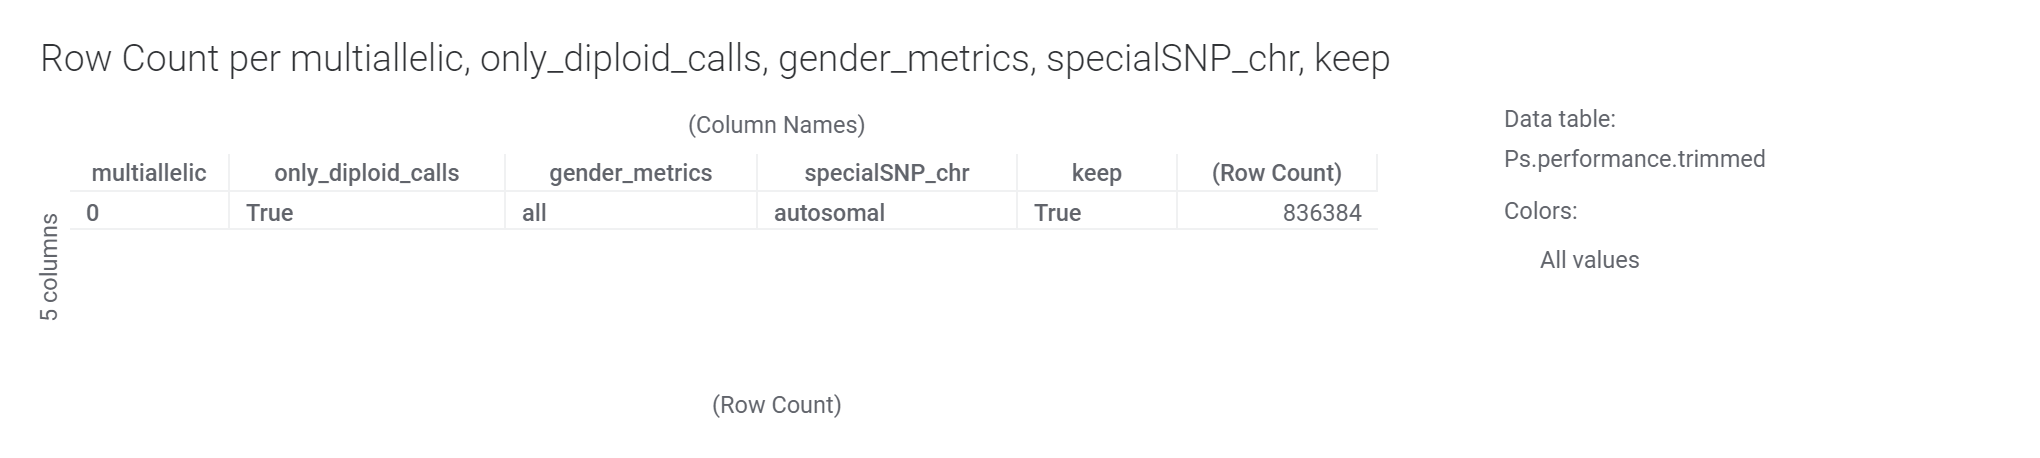 Row Count per multiallelic, only_diploid_calls, gender_metrics, specialSNP_chr, keep
(Column Names)
multiallelic only_diploid_calls gender_metrics specialSNP_chr keep (Row Count)
0 True all autosomal True 836384
5 columns
(Row Count)
Data table:
Ps.performance.trimmed
Colors:
All values